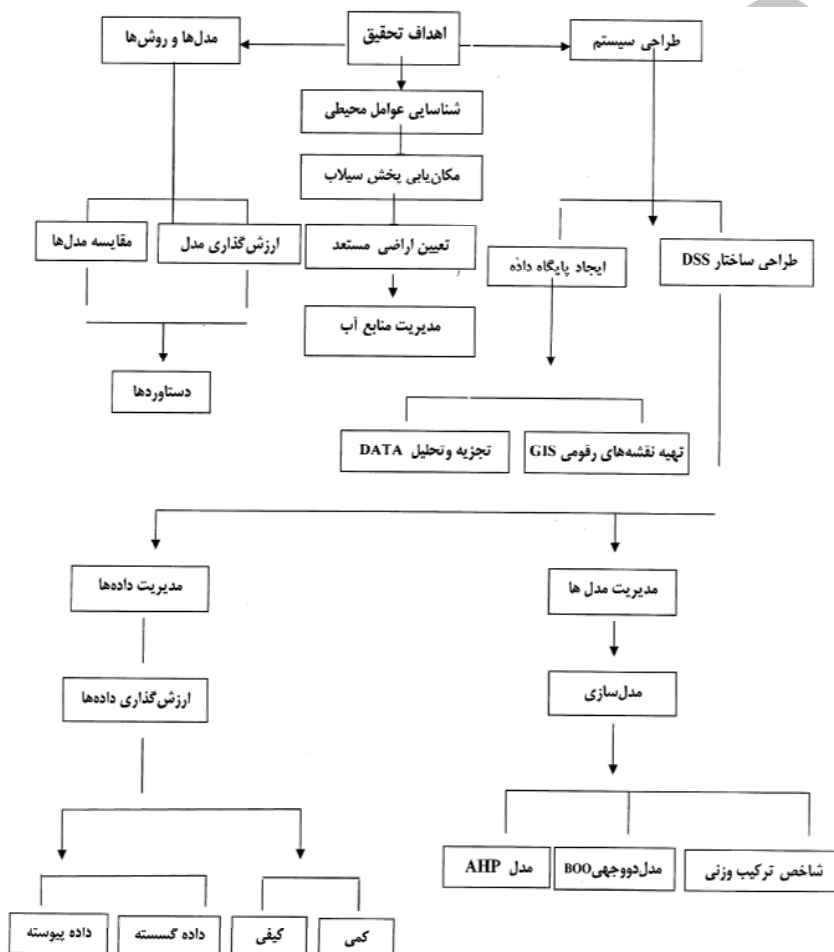 اهداف تحقیق
طراحی سیستم
مدل‌ها و روش‌ها
شناسایی عوامل محیطی
مکان‌یابی پخش سیلاب
تعیین اراضی مستعد
مدیریت منابع آب
طراحی ساختار DSS
ایجاد پایگاه داده
ارزش‌گذاری مدل
مقایسه مدل‌ها
دستاوردها
تهیه نقشه‌های رقومی GIS
تجزیه وتحلیل DATA
مدیریت مدل ها
مدیریت داده‌ها
مدل‌سازی
ارزش‌گذاری داده‌ها
شاخص ترکیب وزنی
مدل‌دووجهی BOO
مدل AHP
کمی
کیفی
داده گسسته
داده پیوسته